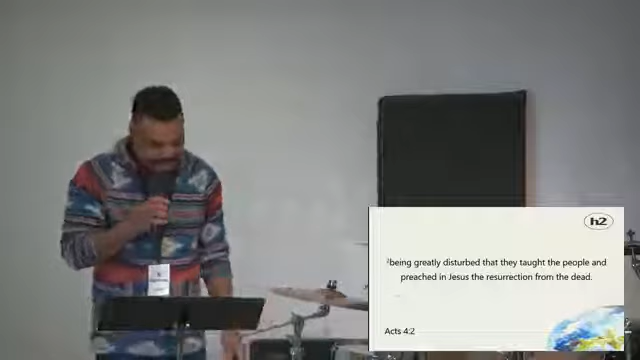 h2
²being greatly disturbed that they taught the people and
preached in Jesus the resurrection from the dead.
Acts 4:2